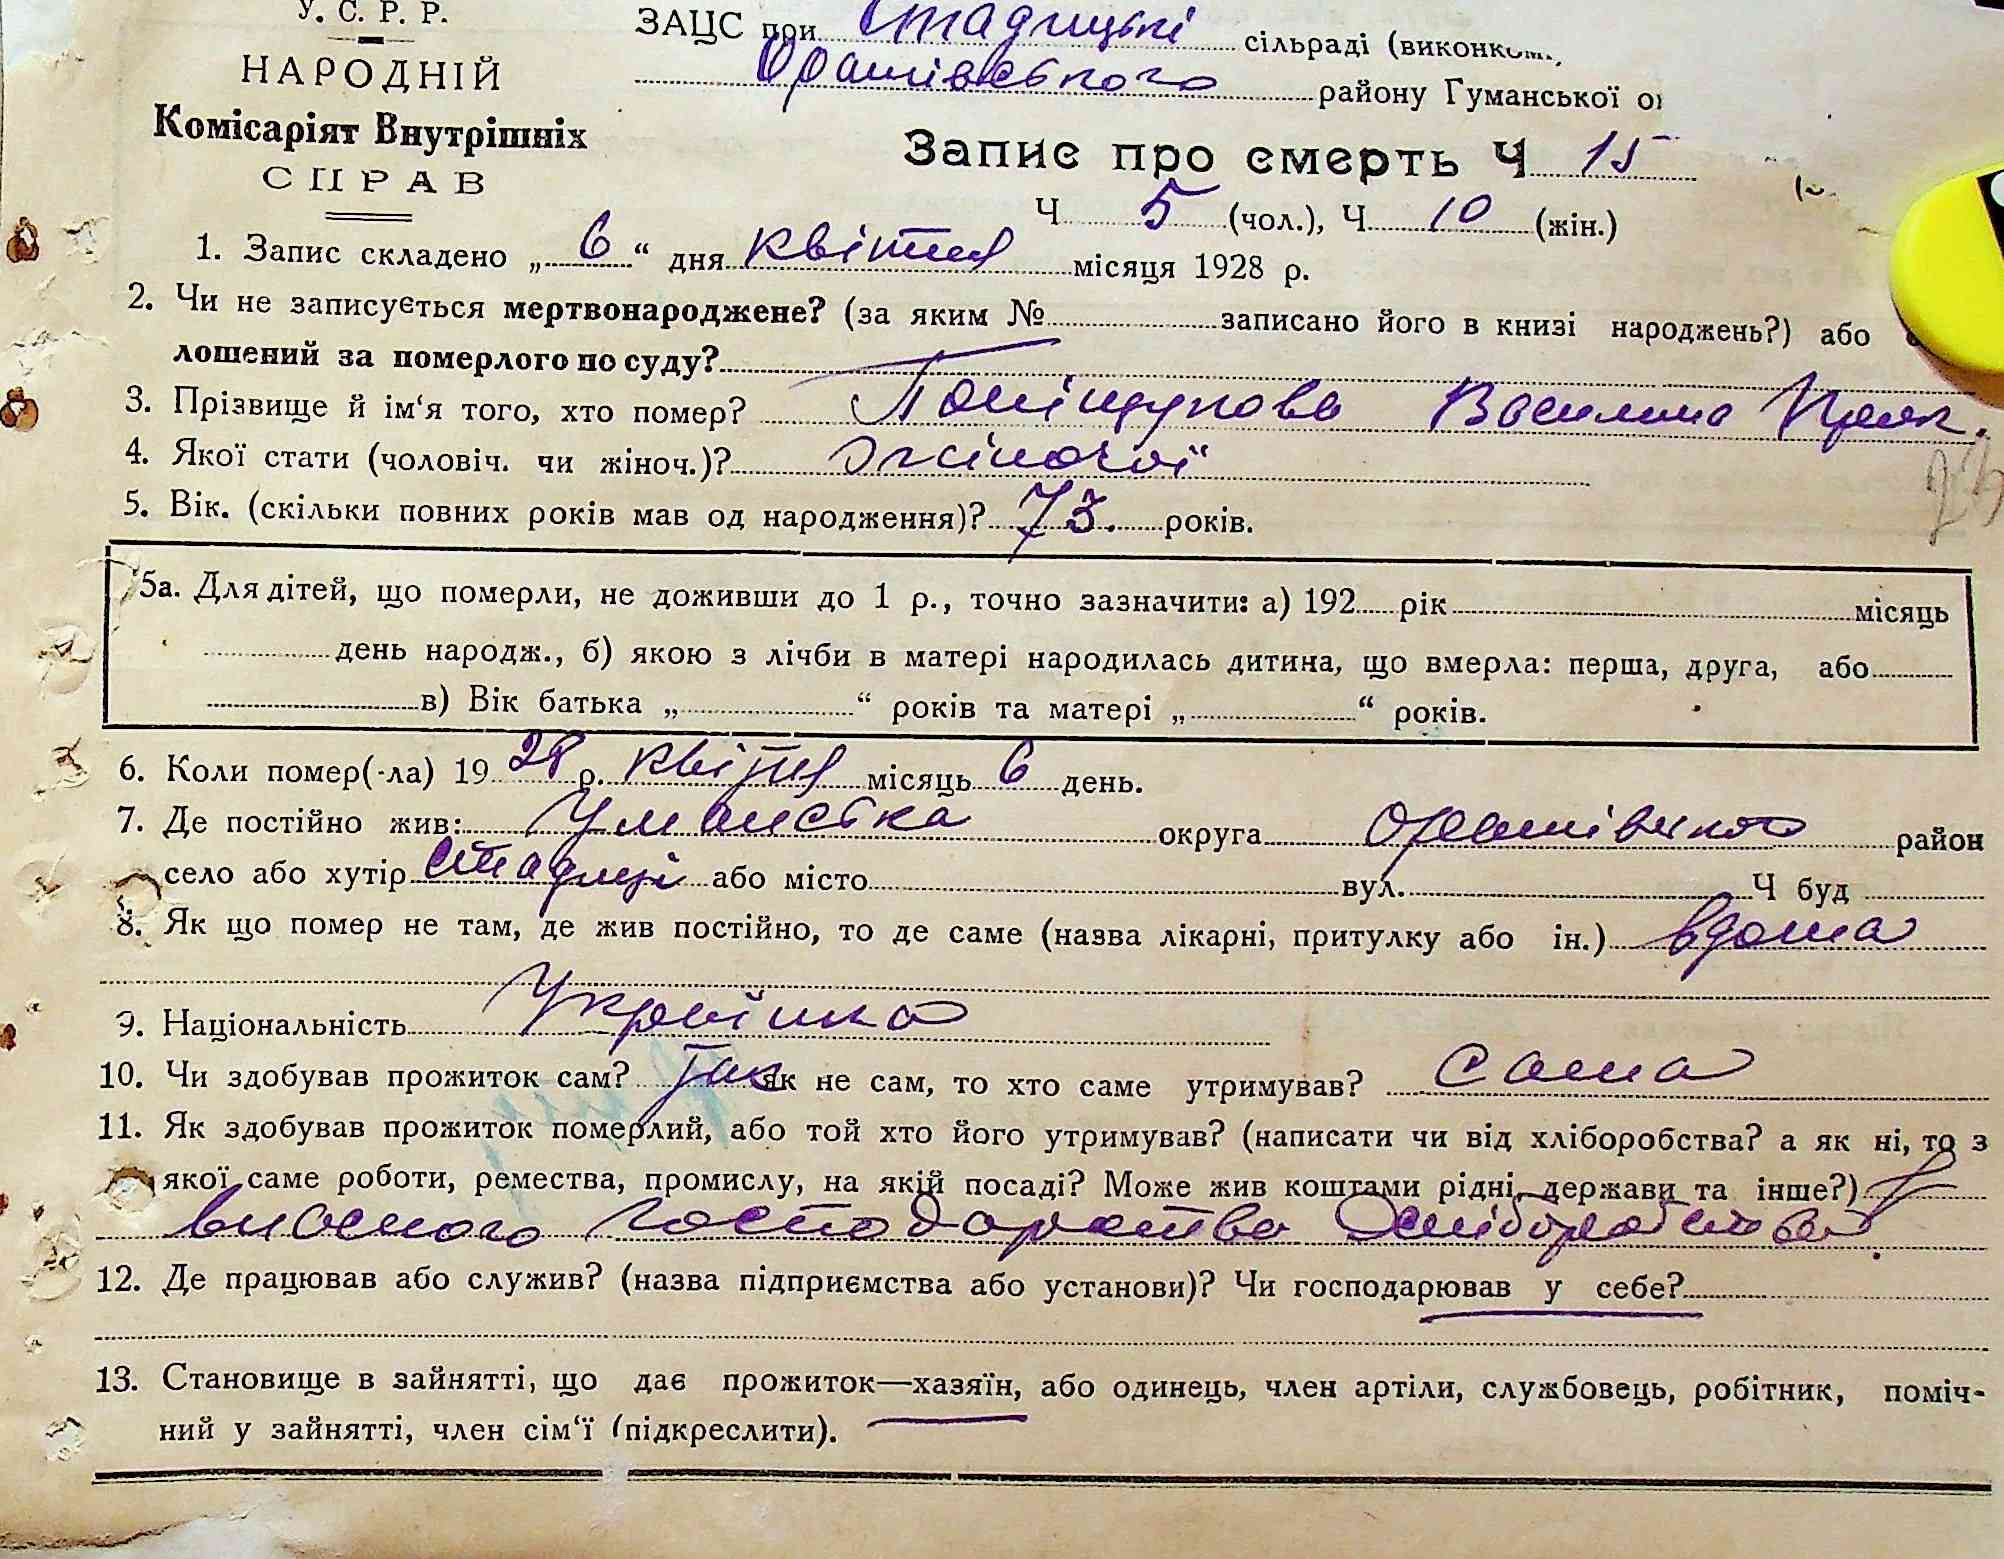 У. С. Р. Р.
НАРОДНІЙ
Комісаріят Внутрішніх
СПРАВ
ЗАЦС при Стадницькі сільраді (виконком.,
Оратівського району Гуманської о
Запис про смерть Ч 15
Ч 5 (чол.), Ч 10 (жін.)
1. Запис складено „ 6 “ дня квітня місяця 1928 р.
2. Чи не записується мертвонароджене? (за яким № записано його в книзі народжень?) або
лошений за померлого по суду?
3. Прізвище й ім‘я того, хто помер? Поліщукова Василина
4. Якої стати (чоловіч. чи жіноч.)? Жіночої
5. Вік. (скільки повних років мав од народження)? 73. років.
5а. Для дітей, що померли, не доживши до 1 р., точно зазначити: а) 192 рік місяць
день народж., б) якою з лічби в матері народилась дитина, що вмерла: перша, друга, або
в) Вік батька „ “ років та матері „ “ років.
6. Коли помер(-ла) 19 28 р. квітня місяць 6 день.
7. Де постійно жив: Уманська округа Оратівського район
село або хутір Стадниці або місто вул. Ч буд
8. Як що помер не там, де жив постійно, то де саме (назва лікарні, притулку або ін.) вдома
9. Національність Українка
10. Чи здобував прожиток сам? так як не сам, то хто саме утримував? Сама
11. Як здобував прожиток померлий, або той хто його утримував? (написати чи від хліборобства? а як ні, то з
якої саме роботи, ремества, промислу, на якій посаді? Може жив коштами рідні, держави та інше?) З
власного господарства Хліборобства.
12. Де працював або служив? (назва підприємства або установи)? Чи господарював у себе?
13. Становище в зайнятті, що дає прожиток—хазяїн, або одинець, член артіли, службовець, робітник, поміч-
ний у зайнятті, член сім‘ї (підкреслити).